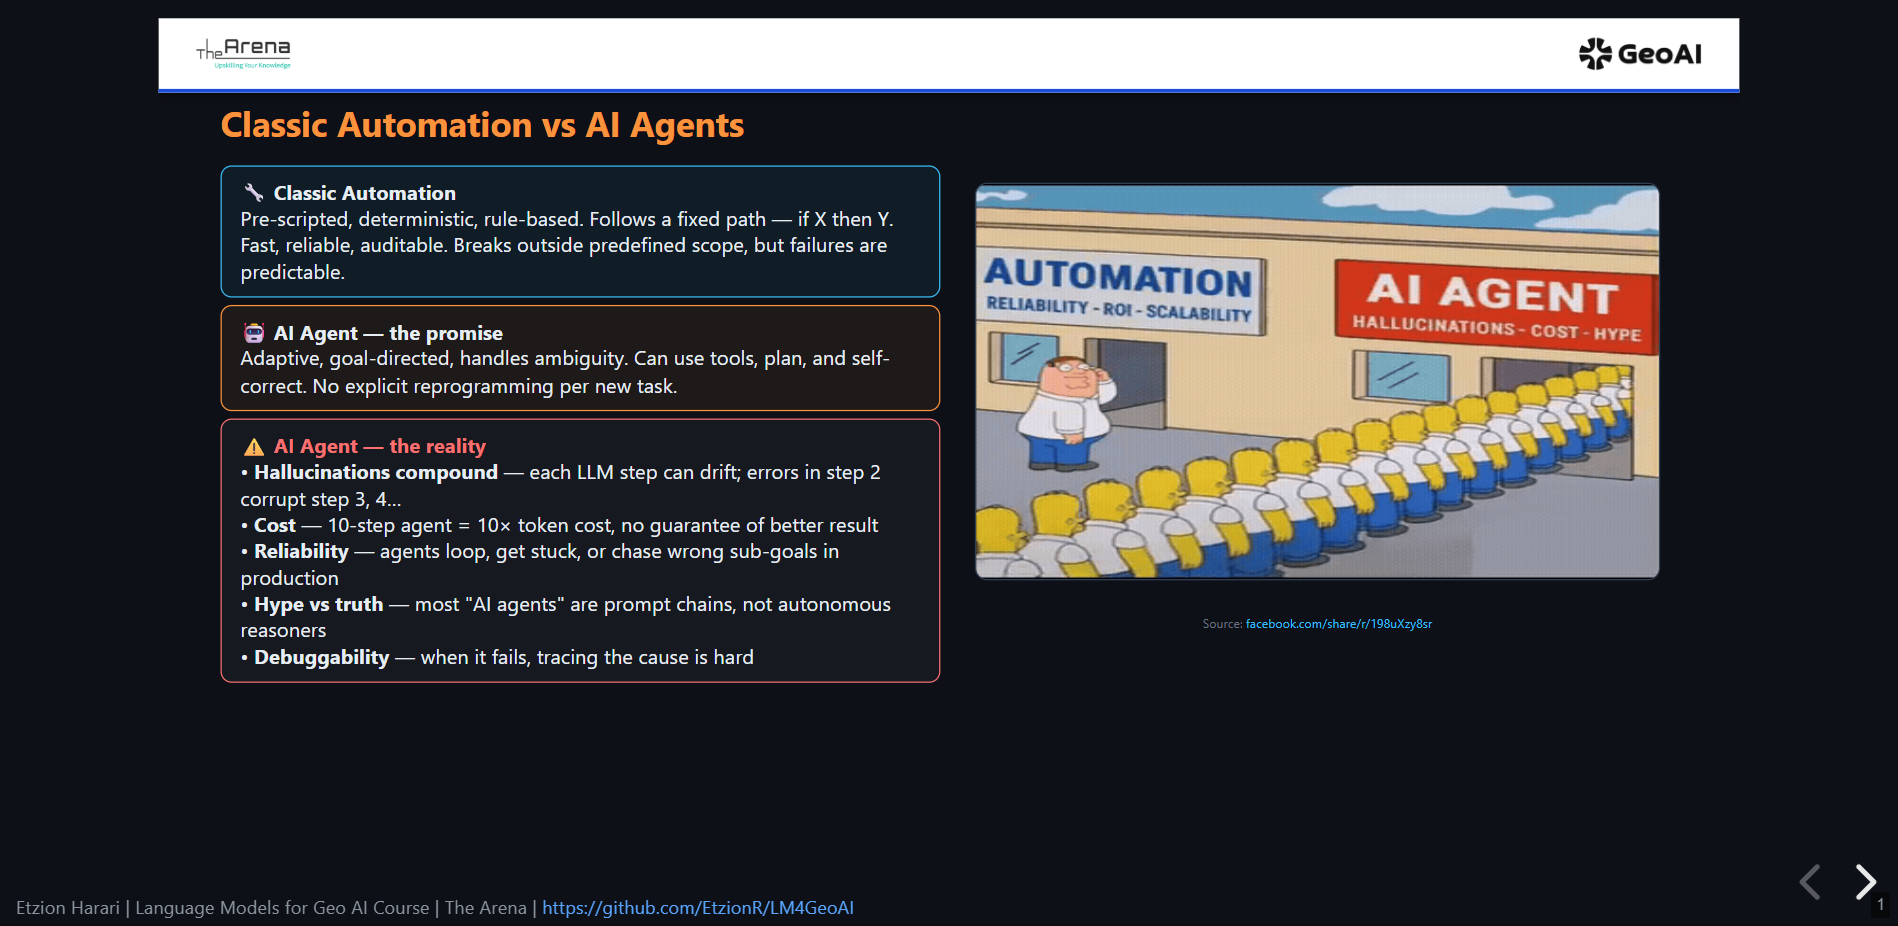 The Arena
Upskilling Your Knowledge
GeoAI
Classic Automation vs AI Agents
Classic Automation
Pre-scripted, deterministic, rule-based. Follows a fixed path — if X then Y.
Fast, reliable, auditable. Breaks outside predefined scope, but failures are
predictable.
AI Agent — the promise
Adaptive, goal-directed, handles ambiguity. Can use tools, plan, and self-
correct. No explicit reprogramming per new task.
AI Agent — the reality
• Hallucinations compound — each LLM step can drift; errors in step 2
corrupt step 3, 4...
• Cost — 10-step agent = 10× token cost, no guarantee of better result
• Reliability — agents loop, get stuck, or chase wrong sub-goals in
production
• Hype vs truth — most "AI agents" are prompt chains, not autonomous
reasoners
• Debuggability — when it fails, tracing the cause is hard
AUTOMATION
RELIABILITY - ROI - SCALABILITY
AI AGENT
HALLUCINATIONS - COST - HYPE
Source: facebook.com/share/r/198uXzy8sr
Etzion Harari | Language Models for Geo AI Course | The Arena | https://github.com/EtzionR/LM4GeoAI
1